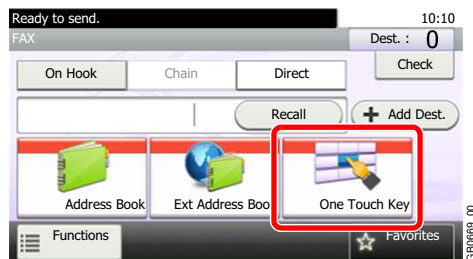 Ready to send.
10:10
FAX
Dest. :
0
On Hook
Chain
Direct
Check
Recall
Add Dest.
Address Book
Ext Address Boo
One Touch Key
Functions
Favorites
GB0669_00